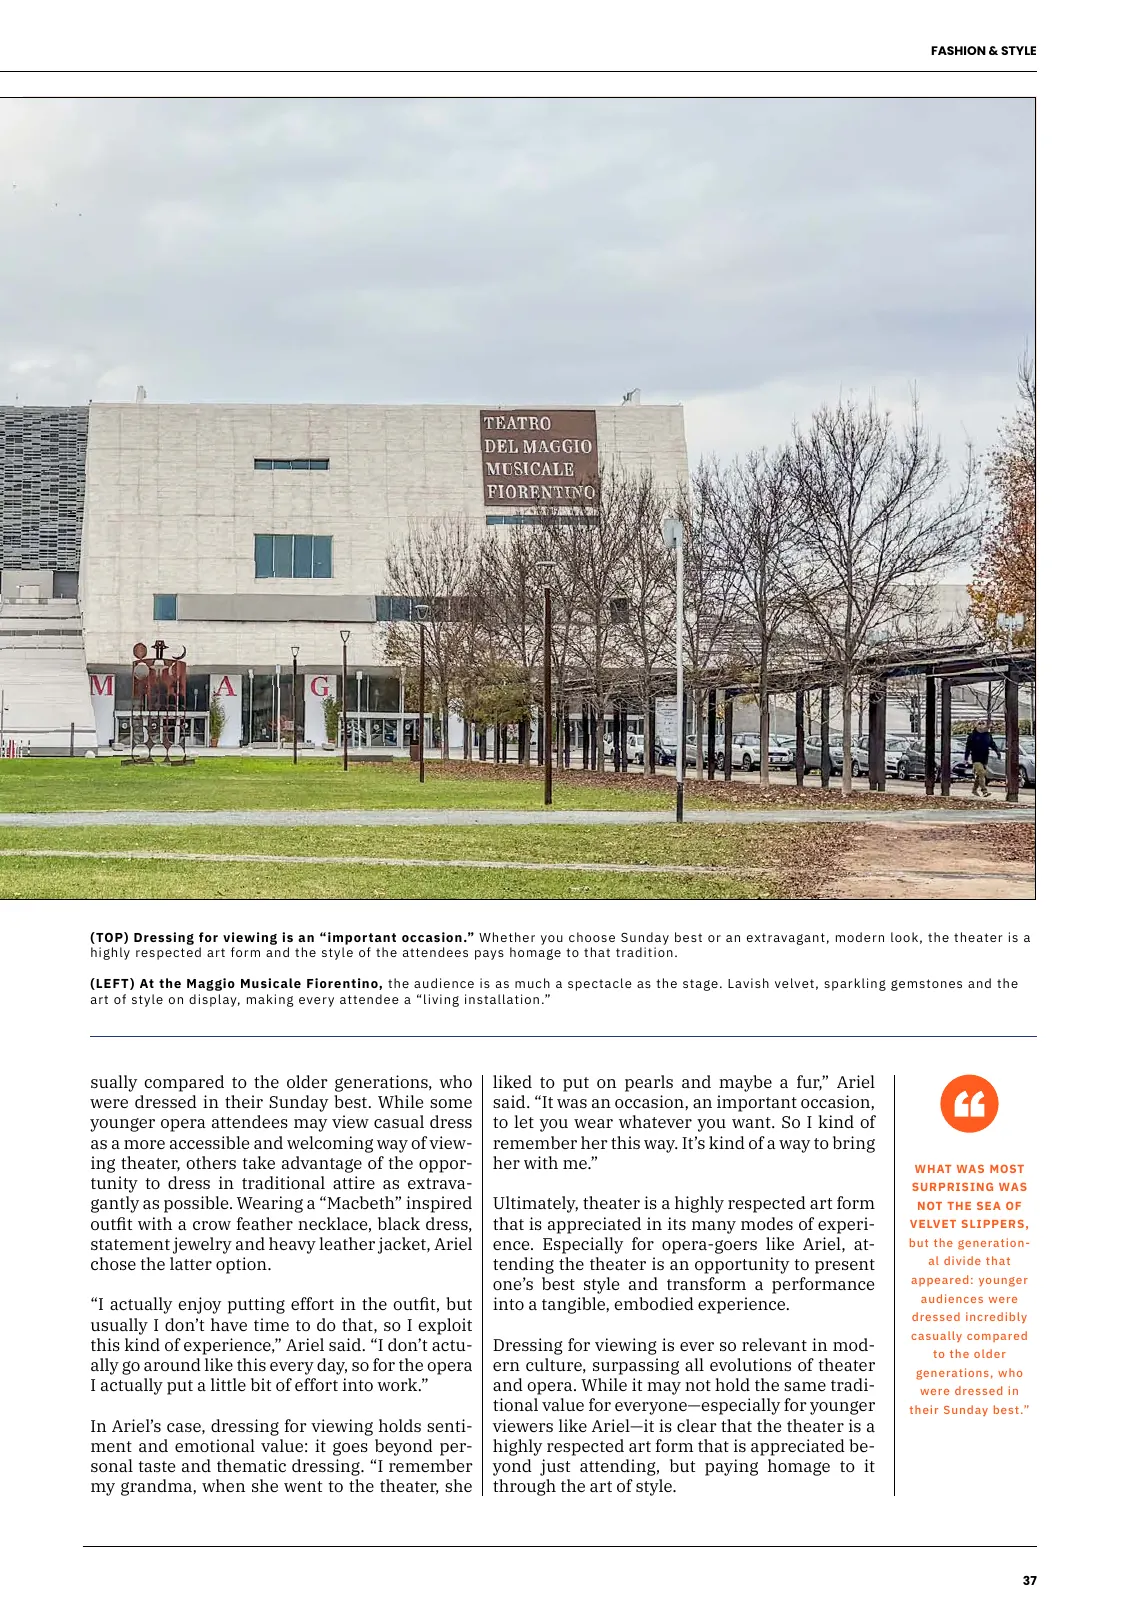 FASHION & STYLE
TEATRO
DEL MAGGIO
MUSICALE
FIORENTINO
M A G
(TOP) Dressing for viewing is an “important occasion.” Whether you choose Sunday best or an extravagant, modern look, the theater is a
highly respected art form and the style of the attendees pays homage to that tradition.
(LEFT) At the Maggio Musicale Fiorentino, the audience is as much a spectacle as the stage. Lavish velvet, sparkling gemstones and the
art of style on display, making every attendee a “living installation.”
sually compared to the older generations, who
were dressed in their Sunday best. While some
younger opera attendees may view casual dress
as a more accessible and welcoming way of view-
ing theater, others take advantage of the oppor-
tunity to dress in traditional attire as extrava-
gantly as possible. Wearing a “Macbeth” inspired
outfit with a crow feather necklace, black dress,
statement jewelry and heavy leather jacket, Ariel
chose the latter option.
“I actually enjoy putting effort in the outfit, but
usually I don’t have time to do that, so I exploit
this kind of experience,” Ariel said. “I don’t actu-
ally go around like this every day, so for the opera
I actually put a little bit of effort into work.”
In Ariel’s case, dressing for viewing holds senti-
ment and emotional value: it goes beyond per-
sonal taste and thematic dressing. “I remember
my grandma, when she went to the theater, she
liked to put on pearls and maybe a fur,” Ariel
said. “It was an occasion, an important occasion,
to let you wear whatever you want. So I kind of
remember her this way. It’s kind of a way to bring
her with me.”
Ultimately, theater is a highly respected art form
that is appreciated in its many modes of experi-
ence. Especially for opera-goers like Ariel, at-
tending the theater is an opportunity to present
one’s best style and transform a performance
into a tangible, embodied experience.
Dressing for viewing is ever so relevant in mod-
ern culture, surpassing all evolutions of theater
and opera. While it may not hold the same tradi-
tional value for everyone—especially for younger
viewers like Ariel—it is clear that the theater is a
highly respected art form that is appreciated be-
yond just attending, but paying homage to it
through the art of style.
“
WHAT WAS MOST
SURPRISING WAS
NOT THE SEA OF
VELVET SLIPPERS,
but the generation-
al divide that
appeared: younger
audiences were
dressed incredibly
casually compared
to the older
generations, who
were dressed in
their Sunday best.”
37